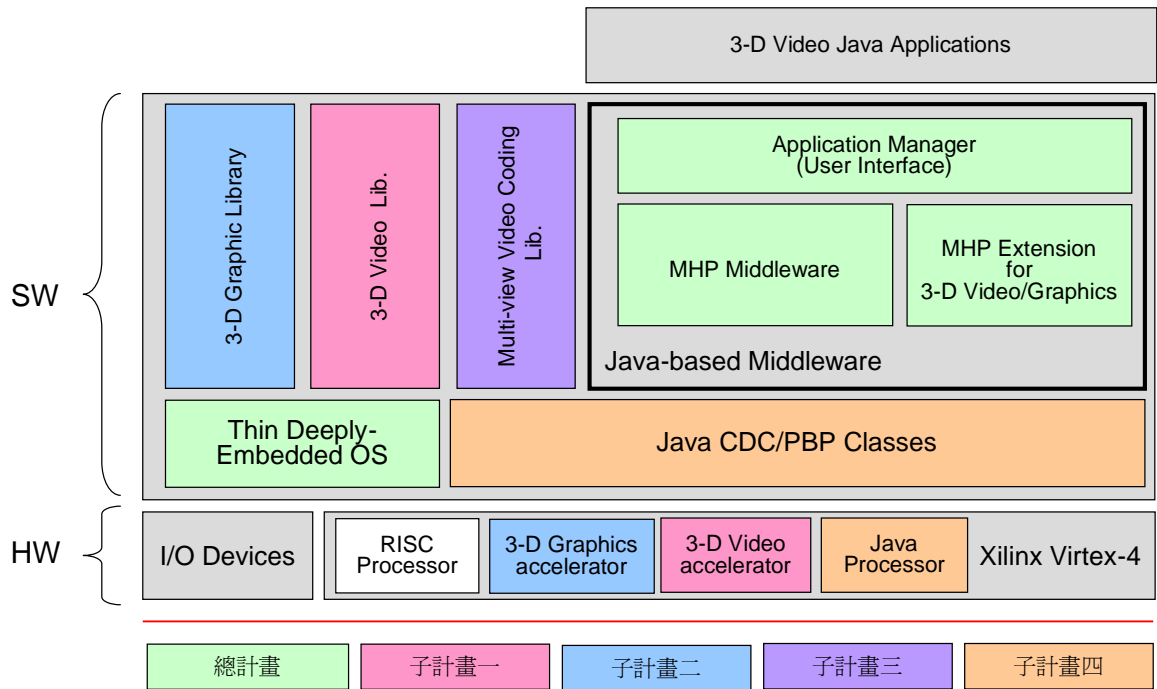 3-D Video Java Applications
SW
3-D Graphic Library
3-D Video Lib.
Multi-view Video Coding
Lib.
Application Manager
(User Interface)
MHP Middleware
MHP Extension
for
3-D Video/Graphics
Java-based Middleware
Thin Deeply-
Embedded OS
Java CDC/PBP Classes
HW
I/O Devices
RISC
Processor
3-D Graphics
accelerator
3-D Video
accelerator
Java
Processor
Xilinx Virtex-4
總計畫
子計畫一
子計畫二
子計畫三
子計畫四